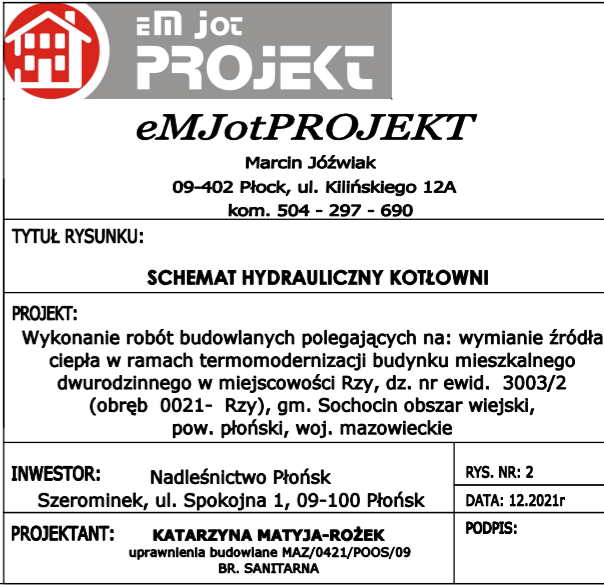 eM jot
PROJEKT
eMJotPROJEKT
Marcin Jóźwiak
09-402 Płock, ul. Kilińskiego 12A
kom. 504 - 297 - 690
TYTUŁ RYSUNKU:
SCHEMAT HYDRAULICZNY KOTŁOWNI
PROJEKT:
Wykonanie robót budowlanych polegających na: wymianie źródła
ciepła w ramach termomodernizacji budynku mieszkalnego
dwurodzinnego w miejscowości Rzy, dz. nr ewid. 3003/2
(obręb 0021- Rzy), gm. Sochocin obszar wiejski,
pow. płoński, woj. mazowieckie
INWESTOR: Nadleśnictwo Płońsk
Szerominek, ul. Spokojna 1, 09-100 Płońsk
RYS. NR: 2
DATA: 12.2021r
PROJEKTANT: KATARZYNA MATYJA-ROŻEK
uprawnienia budowlane MAZ/0421/POOS/09
BR. SANITARNA
PODPIS: